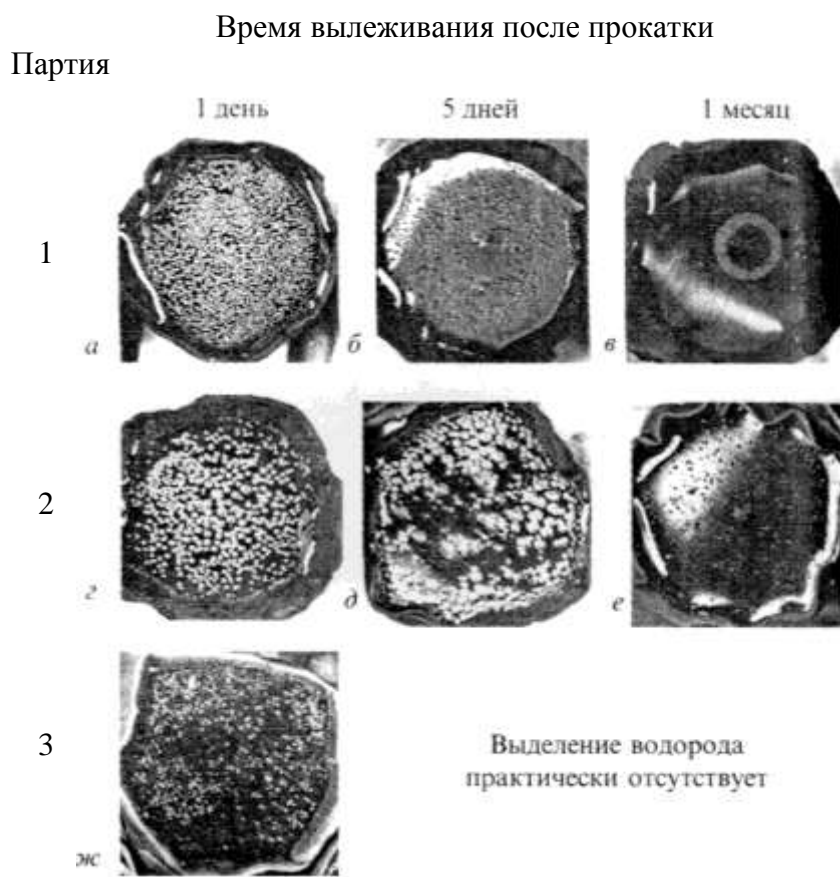 Время вылеживания после прокатки
Партия
1 день 5 дней 1 месяц
1
а б в
2
г д е
3
Выделение водорода
практически отсутствует
ж